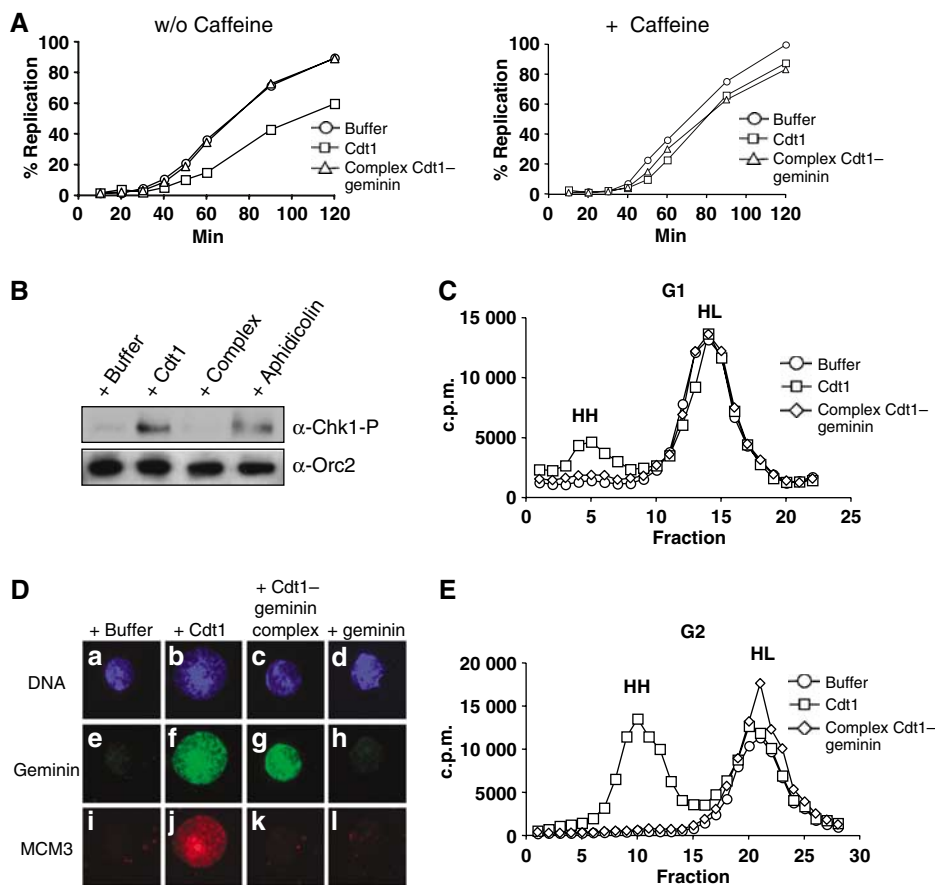 A
w/o Caffeine
100
80
60
40
20
0
% Replication
0 20 40 60 80 100 120
Min
Buffer
Cdt1
Complex Cdt1–
geminin
+ Caffeine
100
80
60
40
20
0
% Replication
0 20 40 60 80 100 120
Min
Buffer
Cdt1
Complex Cdt1–
geminin
B
+ Buffer
+ Cdt1
+ Complex
+ Aphidicolin
α-Chk1-P
α-Orc2
C
G1
HL
HH
15 000
10 000
5000
0
c.p.m.
0 5 10 15 20 25
Fraction
Buffer
Cdt1
Complex Cdt1–
geminin
D
+ Buffer
+ Cdt1
+ Cdt1–
geminin
complex
+ geminin
DNA
a b c d
Geminin
e f g h
MCM3
i j k l
E
G2
HL
HH
20 000
15 000
10 000
5000
0
c.p.m.
0 5 10 15 20 25 30
Fraction
Buffer
Cdt1
Complex Cdt1–
geminin